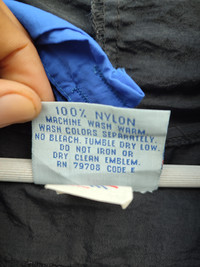 100% NYLON
MACHINE WASH WARM
WASH COLORS SEPARATELY,
NO BLEACH. TUMBLE DRY LOW.
DO NOT IRON OR
DRY CLEAN EMBLEM.
RN 79708 CODE E